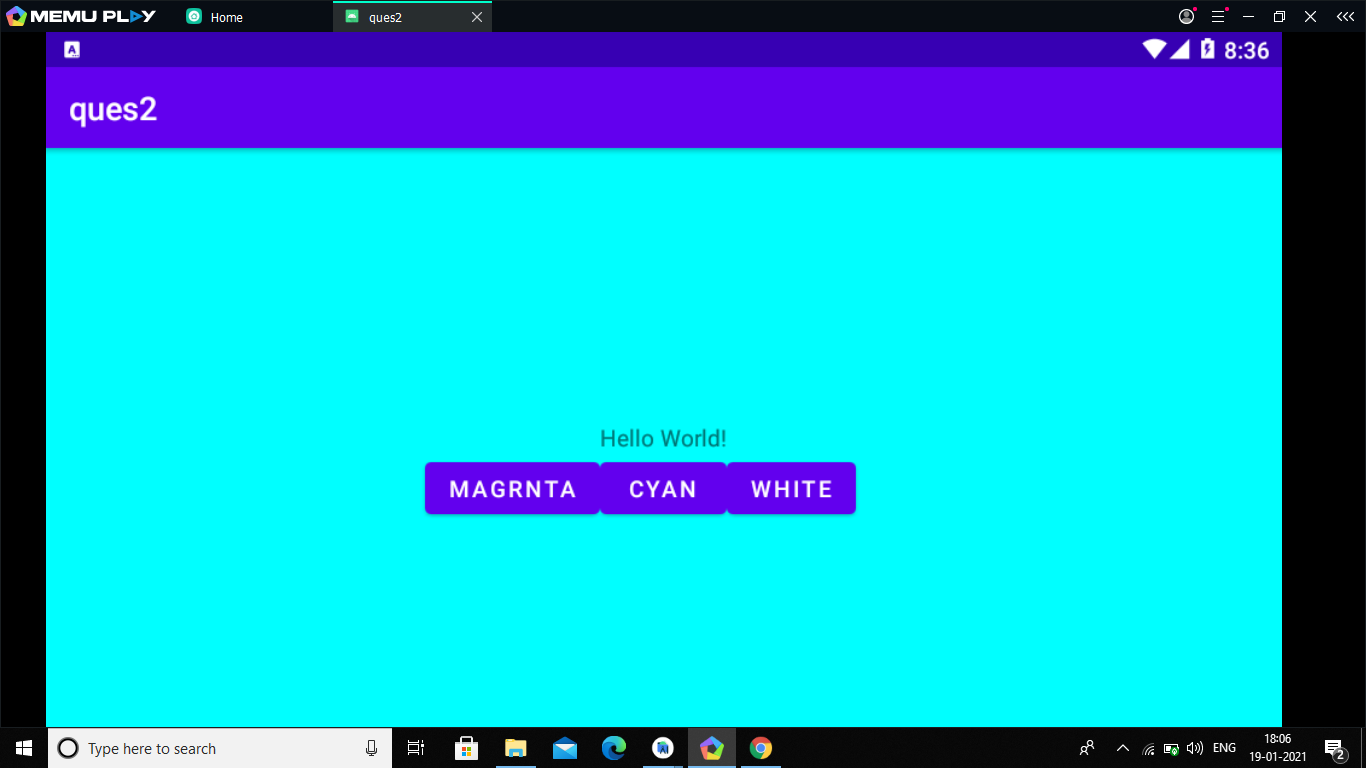 MEMU PLAY Home ques2
8:36
ques2
Hello World!
MAGRNTA CYAN WHITE
Type here to search ENG 18:06
19-01-2021 2